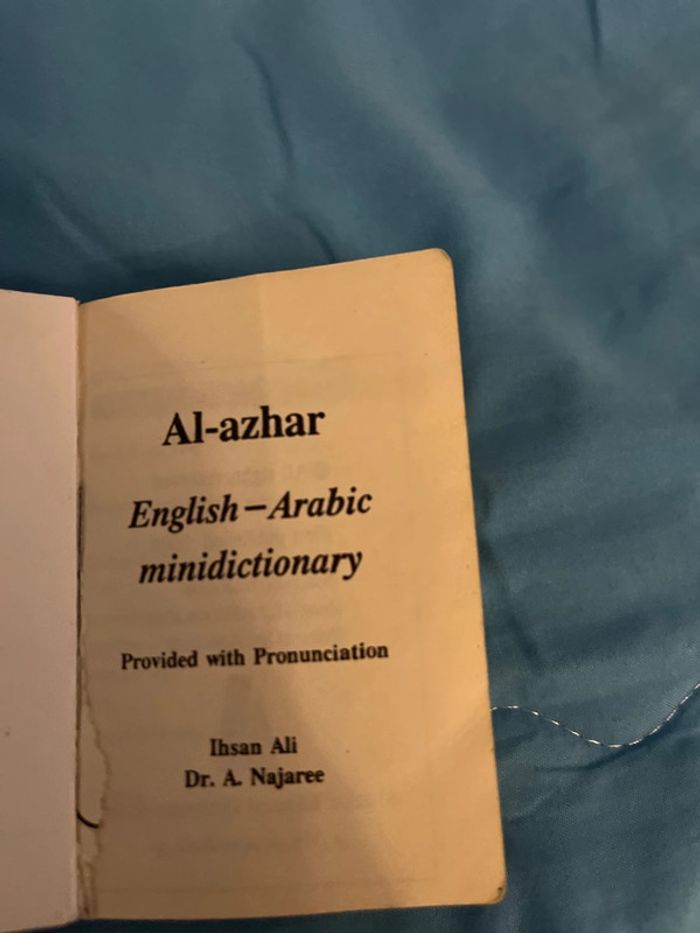 Al-azhar
English – Arabic
minidictionary
Provided with Pronunciation
Ihsan Ali
Dr. A. Najaree